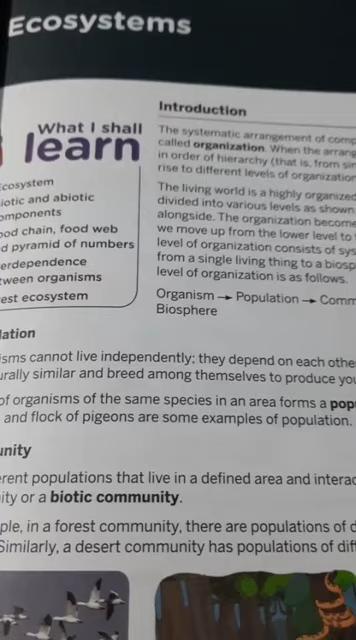 Ecosystems
What I shall
learn
cosystem
iotic and abiotic
omponents
ood chain, food web
d pyramid of numbers
erdependence
ween organisms
est ecosystem
Introduction
The systematic arrangement of comp
called organization. When the arrang
in order of hierarchy (that is, from sin
rise to different levels of organization
The living world is a highly organized
divided into various levels as shown
alongside. The organization become
we move up from the lower level to
level of organization consists of sys
from a single living thing to a biosp
level of organization is as follows.
Organism → Population → Comm
Biosphere
lation
isms cannot live independently; they depend on each othe
urally similar and breed among themselves to produce you
of organisms of the same species in an area forms a pop
and flock of pigeons are some examples of population.
unity
erent populations that live in a defined area and interac
ity or a biotic community.
ple, in a forest community, there are populations of d
Similarly, a desert community has populations of diff